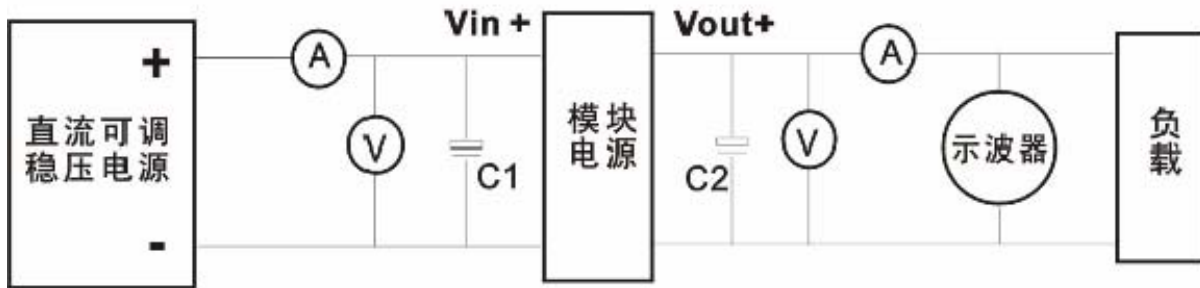 Vin +
Vout+
+
A
A
直流可调
稳压电源
V
C1
模块
电源
C2
V
示波器
负
载
-